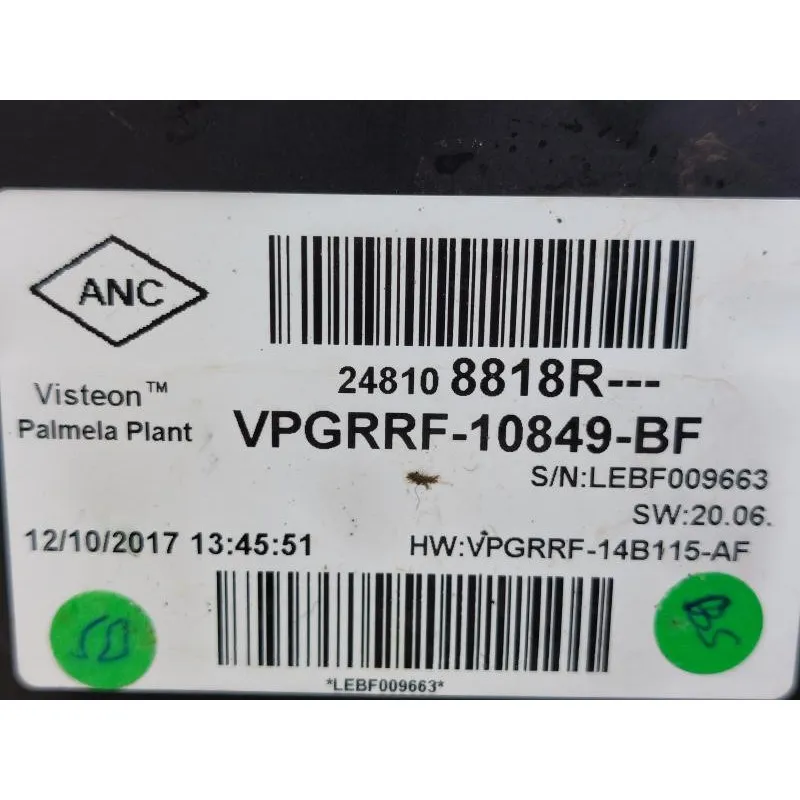 ANC
24810 8818R---
Visteon™
Palmela Plant
VPGRRF-10849-BF
S/N:LEBF009663
SW:20.06.
12/10/2017 13:45:51
HW:VPGRRF-14B115-AF
*LEBF009663*